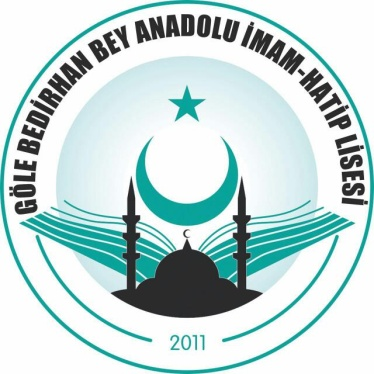 GÖLE BEDİRHAN BEY ANADOLU İMAM-HATİP LİSESİ
2011